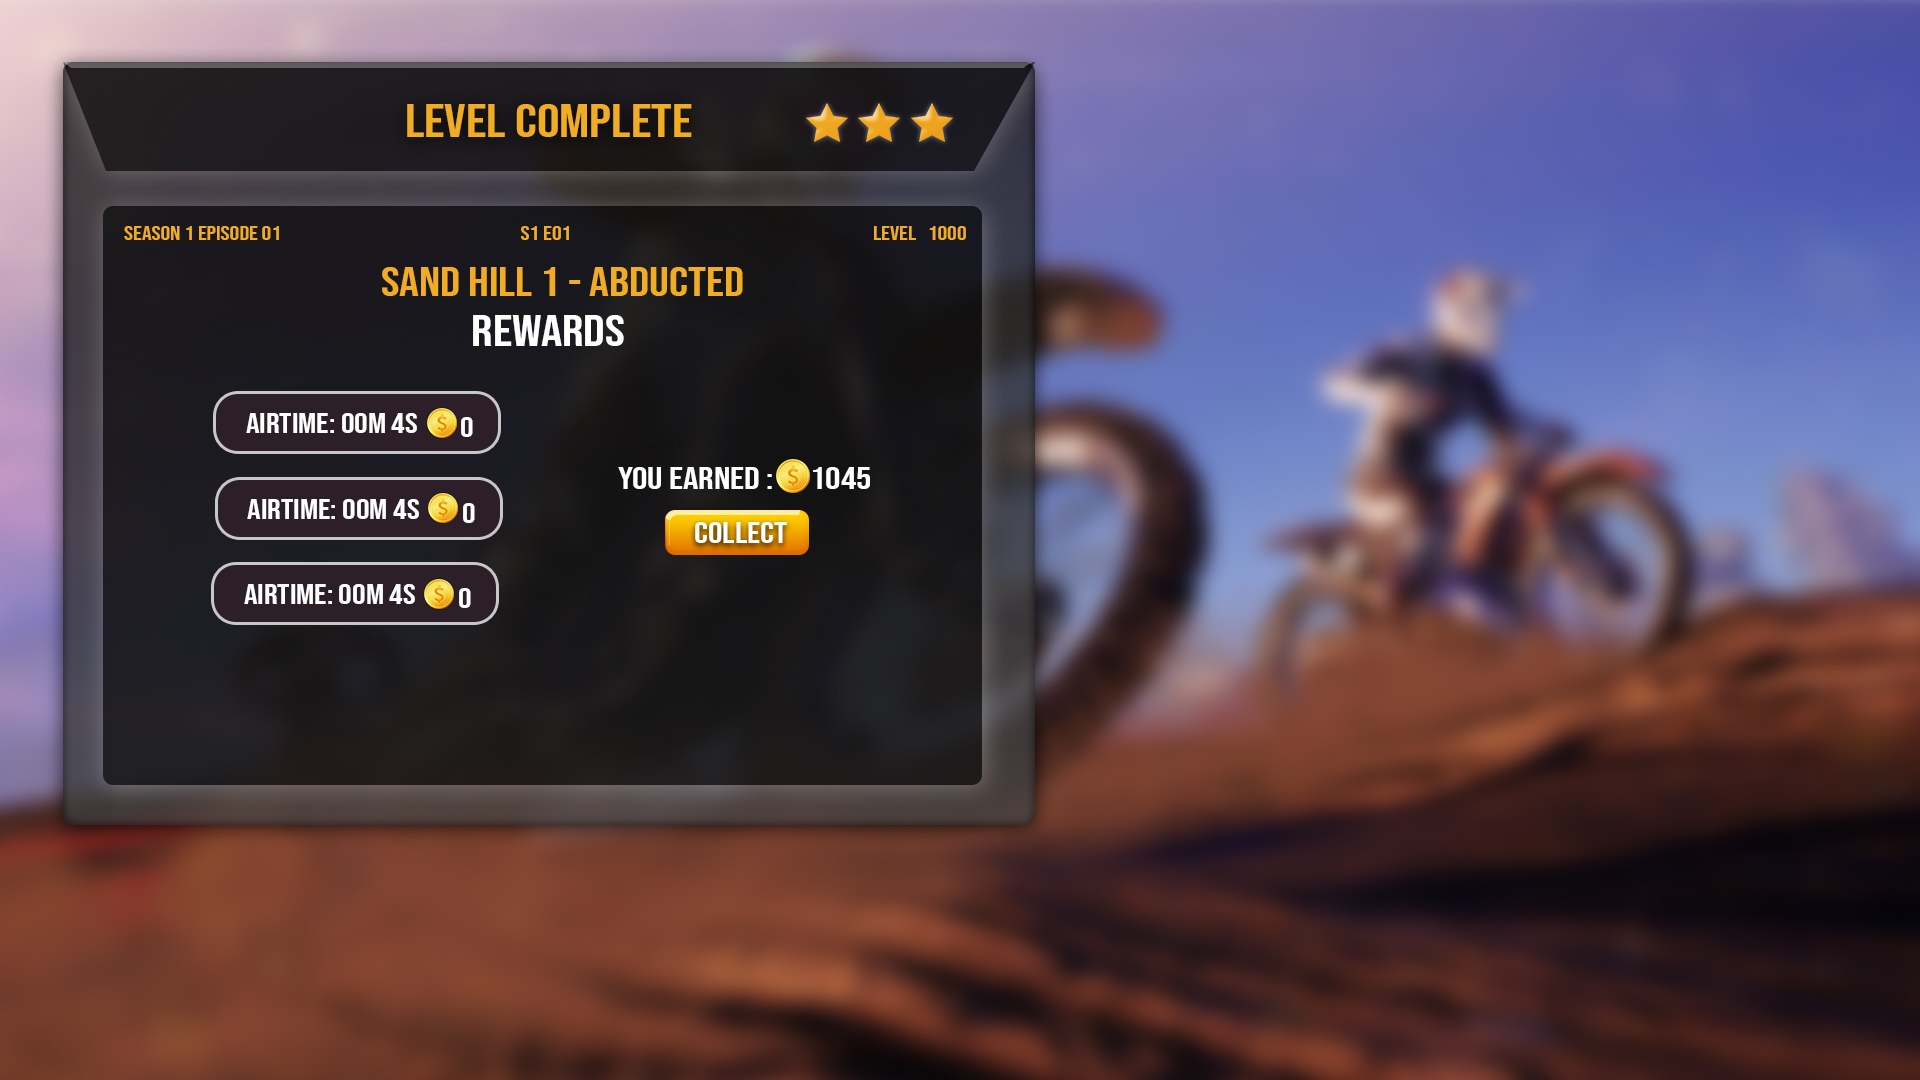 LEVEL COMPLETE
SEASON 1 EPISODE 01 S1 E01 LEVEL 1000
SAND HILL 1 - ABDUCTED
REWARDS
AIRTIME: 00M 4S $ 0
AIRTIME: 00M 4S $ 0
AIRTIME: 00M 4S $ 0
YOU EARNED : $ 1045
COLLECT